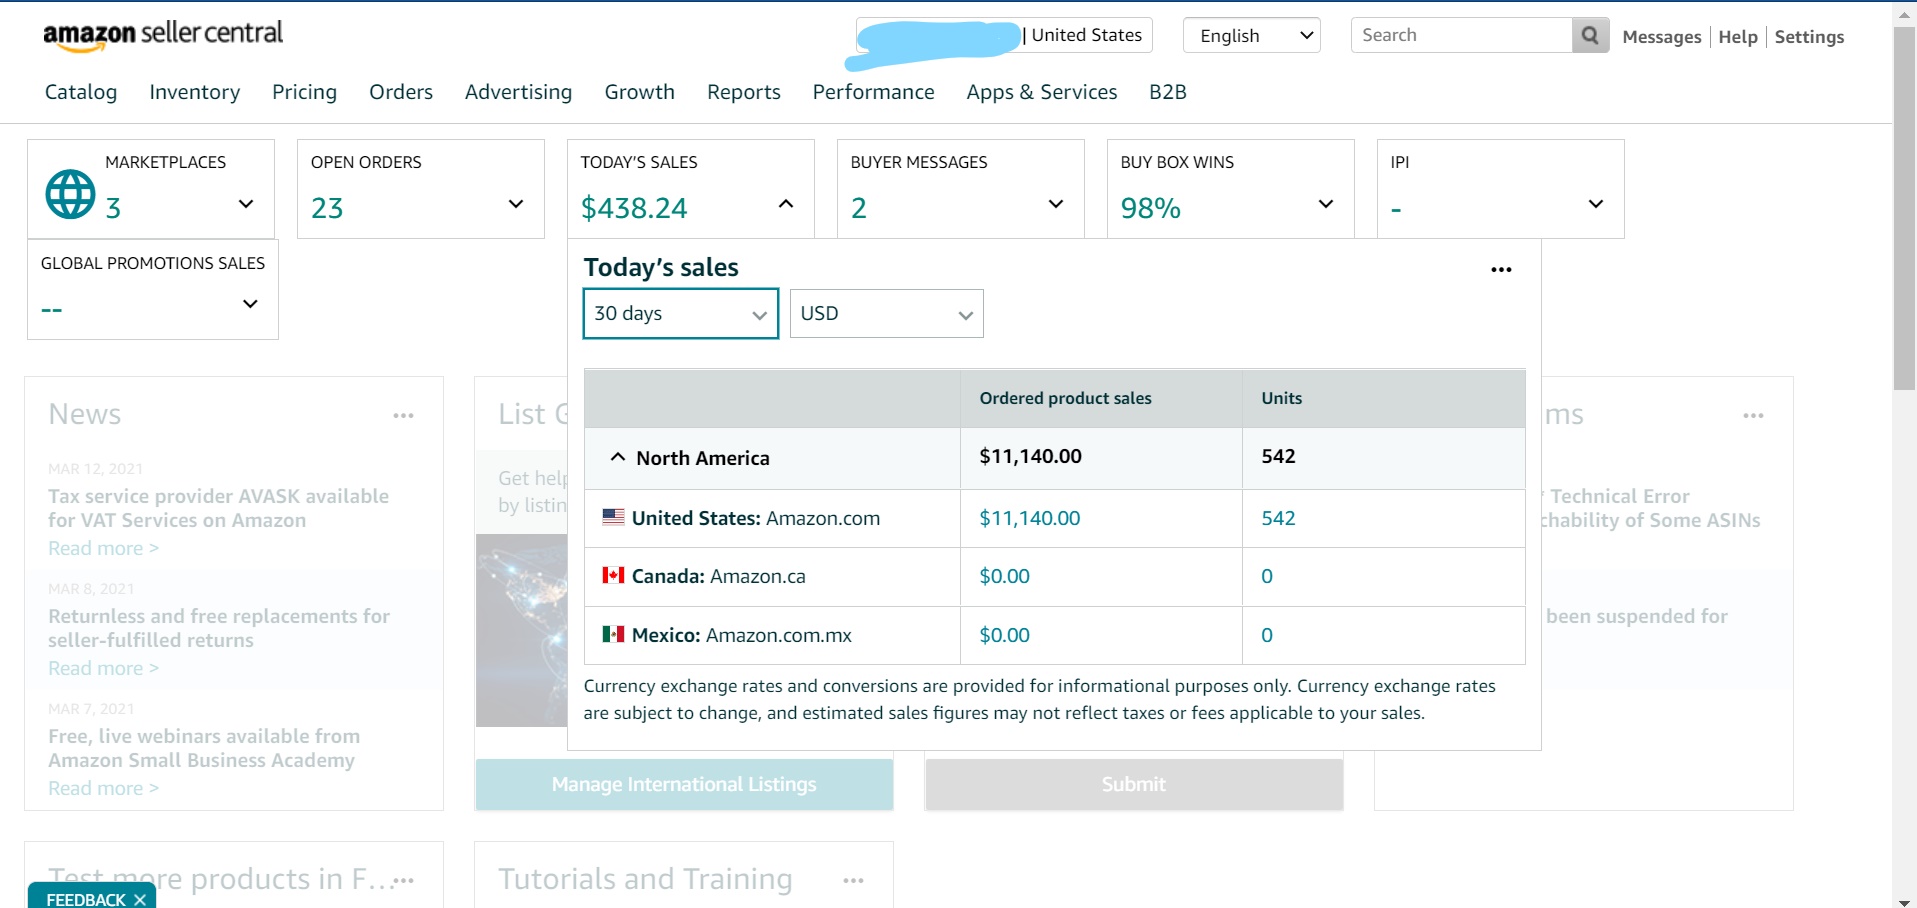 amazon seller central
| United States
English
Search
Messages | Help | Settings
Catalog Inventory Pricing Orders Advertising Growth Reports Performance Apps & Services B2B
MARKETPLACES
3
OPEN ORDERS
23
TODAY'S SALES
$438.24
BUYER MESSAGES
2
BUY BOX WINS
98%
IPI
-
GLOBAL PROMOTIONS SALES
--
Today's sales
30 days
USD
Ordered product sales Units
North America $11,140.00 542
United States: Amazon.com $11,140.00 542
Canada: Amazon.ca $0.00 0
Mexico: Amazon.com.mx $0.00 0
Currency exchange rates and conversions are provided for informational purposes only. Currency exchange rates
are subject to change, and estimated sales figures may not reflect taxes or fees applicable to your sales.
News
MAR 12, 2021
Tax service provider AVASK available
for VAT Services on Amazon
Read more >
MAR 8, 2021
Returnless and free replacements for
seller-fulfilled returns
Read more >
MAR 7, 2021
Free, live webinars available from
Amazon Small Business Academy
Read more >
List
Get help
by listin
Manage International Listings
Submit
ms
Technical Error
chability of Some ASINs
been suspended for
Test more products in F...
Tutorials and Training
FEEDBACK